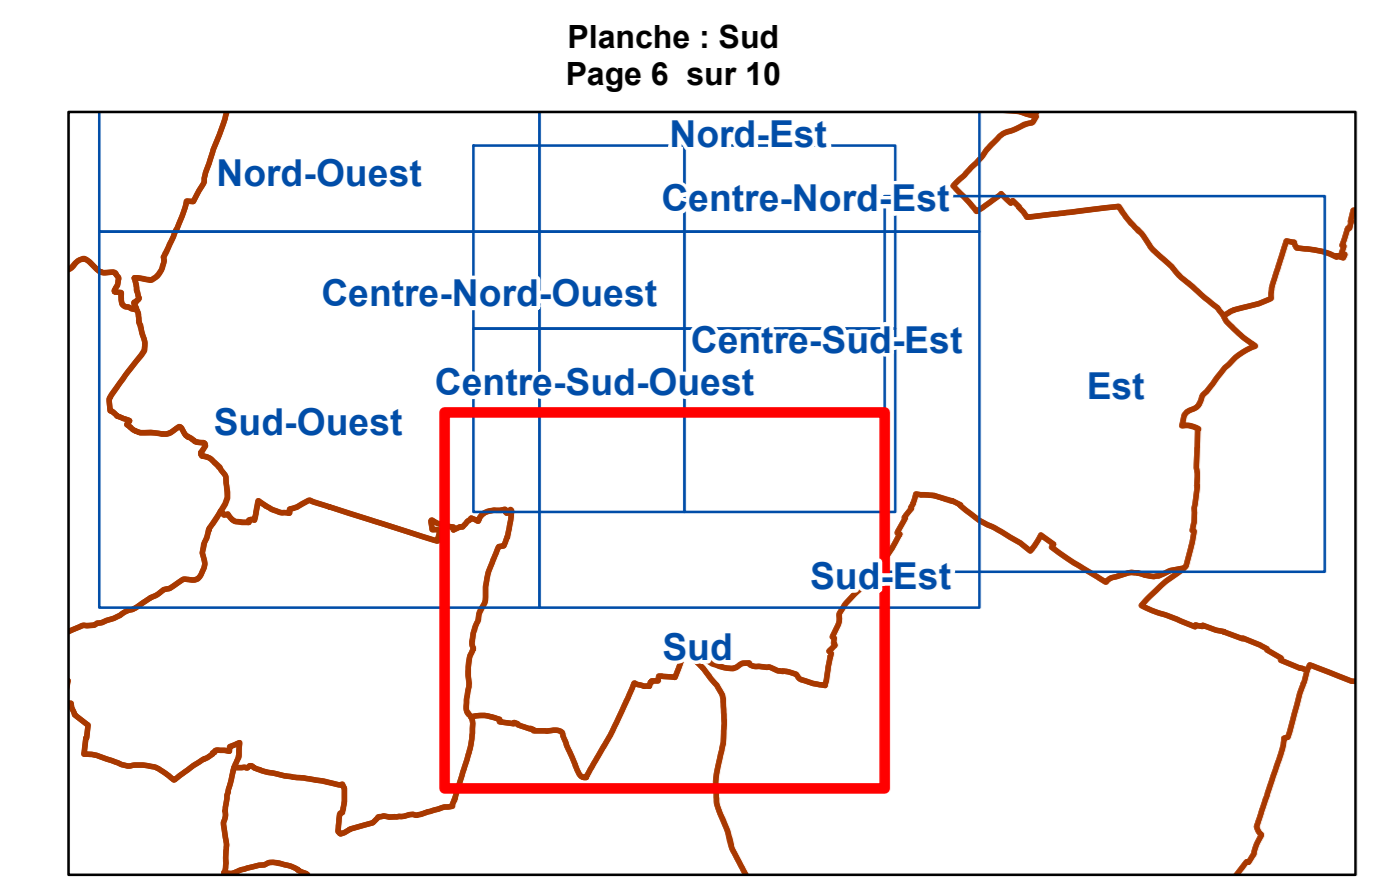 Planche : Sud
Page 6 sur 10
Nord-Est
Nord-Ouest
Centre-Nord-Est
Centre-Nord-Ouest
Centre-Sud-Est
Centre-Sud-Ouest
Est
Sud-Ouest
Sud-Est
Sud